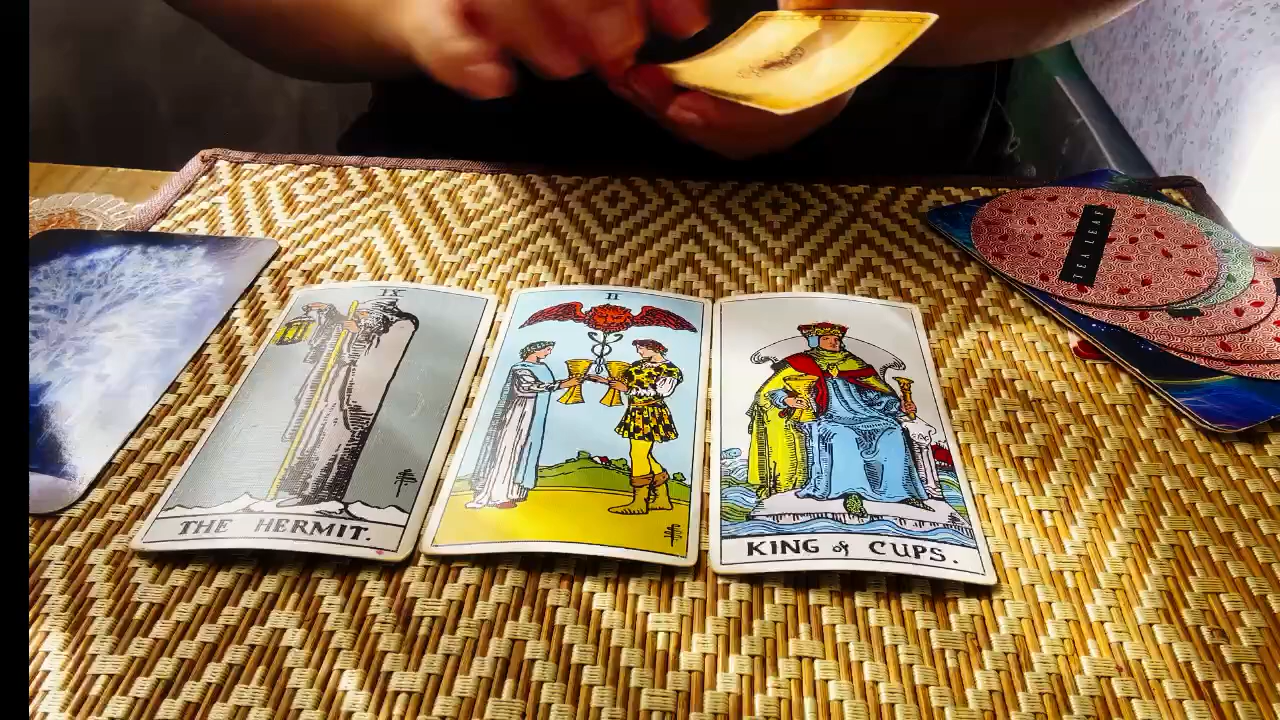 IX
II
THE HERMIT.
KING of CUPS.
TEA LEAF